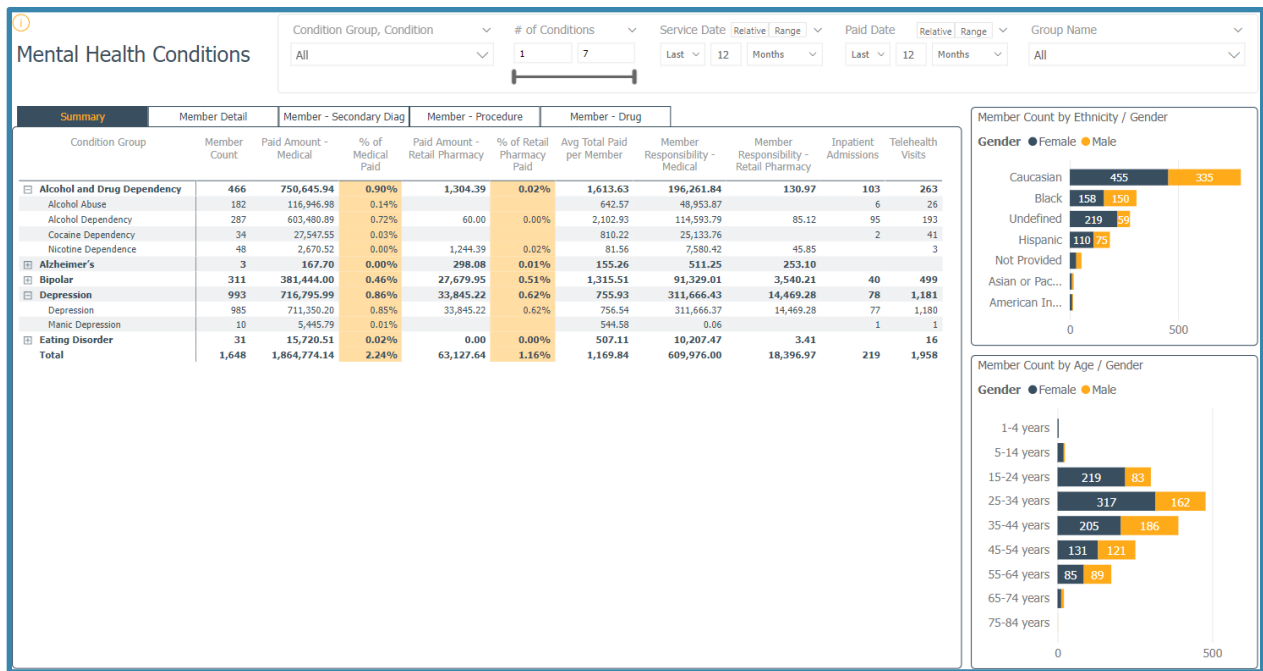 Mental Health Conditions
Condition Group, Condition
All
# of Conditions
1 7
Service Date Relative Range
Last 12 Months
Paid Date Relative Range
Last 12 Months
Group Name
All
Summary Member Detail Member - Secondary Diag Member - Procedure Member - Drug
Condition Group Member Count Paid Amount - Medical % of Medical Paid Paid Amount - Retail Pharmacy % of Retail Pharmacy Paid Avg Total Paid per Member Member Responsibility - Medical Member Responsibility - Retail Pharmacy Inpatient Admissions Telehealth Visits
Alcohol and Drug Dependency 466 750,645.94 0.90% 1,304.39 0.02% 1,613.63 196,261.84 130.97 103 263
Alcohol Abuse 182 116,946.98 0.14% 642.57 48,953.87 6 26
Alcohol Dependency 287 603,480.89 0.72% 60.00 0.00% 2,102.93 114,593.79 85.12 95 193
Cocaine Dependency 34 27,547.55 0.03% 810.22 25,133.76 2 41
Nicotine Dependence 48 2,670.52 0.00% 1,244.39 0.02% 81.56 7,580.42 45.85 3
Alzheimer's 3 167.70 0.00% 298.08 0.01% 155.26 511.25 253.10
Bipolar 311 381,444.00 0.46% 27,679.95 0.51% 1,315.51 91,329.01 3,540.21 40 499
Depression 993 716,795.99 0.86% 33,845.22 0.62% 755.93 311,666.43 14,469.28 78 1,181
Depression 985 711,350.20 0.85% 33,845.22 0.62% 756.54 311,666.37 14,469.28 77 1,180
Manic Depression 10 5,445.79 0.01% 544.58 0.06 1 1
Eating Disorder 31 15,720.51 0.02% 0.00 0.00% 507.11 10,207.47 3.41 16
Total 1,648 1,864,774.14 2.24% 63,127.64 1.16% 1,169.84 609,976.00 18,396.97 219 1,958
Member Count by Ethnicity / Gender
Gender Female Male
Caucasian 455 335
Black 158 150
Undefined 219 59
Hispanic 110 75
Not Provided
Asian or Pac...
American In...
0 500
Member Count by Age / Gender
Gender Female Male
1-4 years
5-14 years
15-24 years 219 83
25-34 years 317 162
35-44 years 205 186
45-54 years 131 121
55-64 years 85 89
65-74 years
75-84 years
0 500